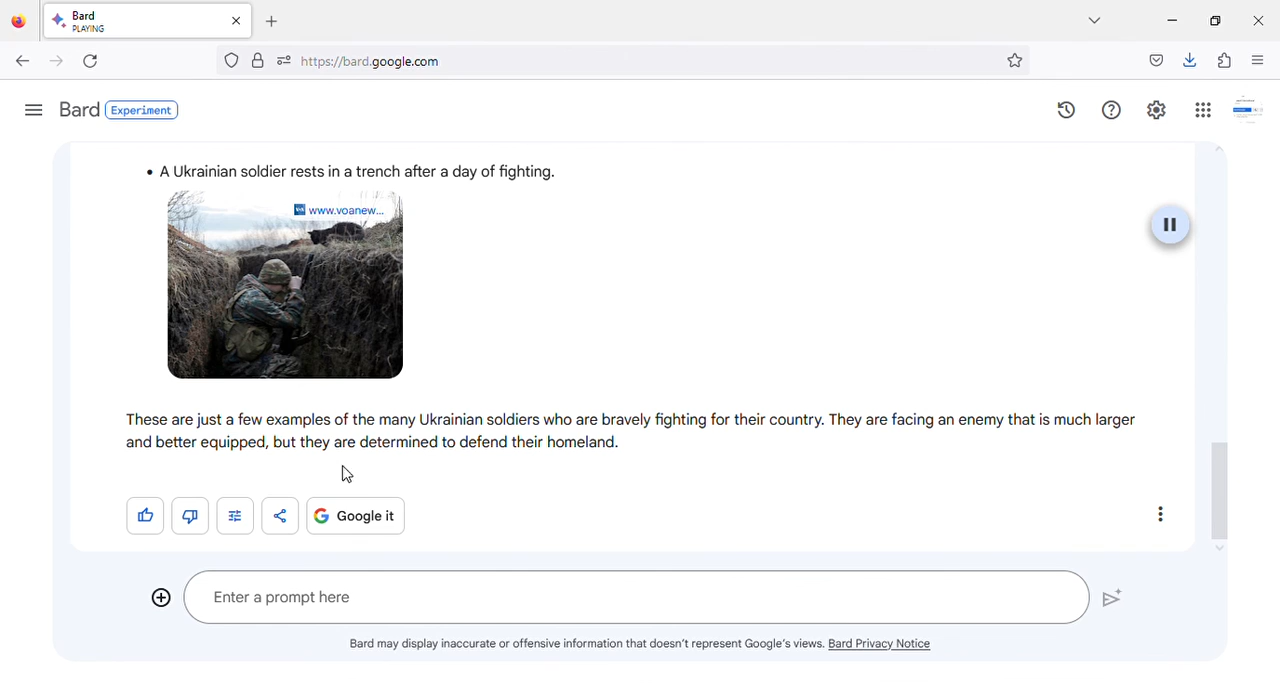 Bard
PLAYING
https://bard.google.com
Bard Experiment
• A Ukrainian soldier rests in a trench after a day of fighting.
www.voanew...
These are just a few examples of the many Ukrainian soldiers who are bravely fighting for their country. They are facing an enemy that is much larger
and better equipped, but they are determined to defend their homeland.
Google it
Enter a prompt here
Bard may display inaccurate or offensive information that doesn't represent Google's views. Bard Privacy Notice